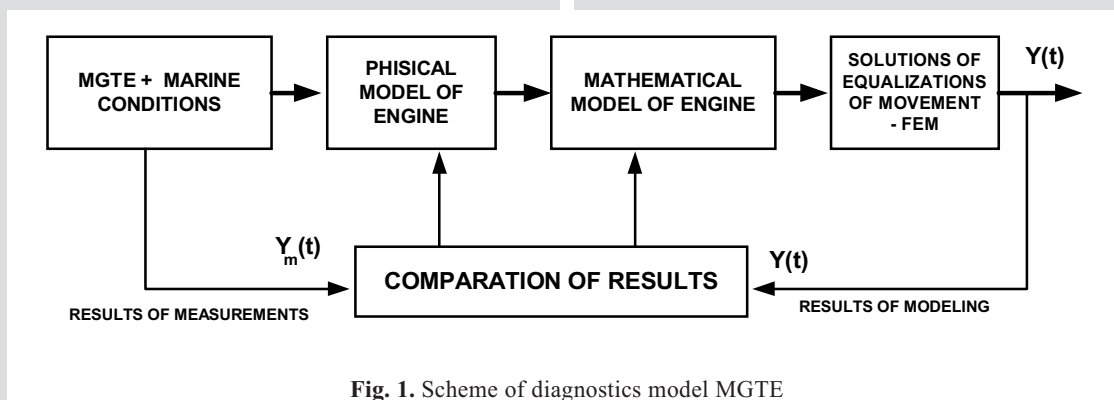 MGTE + MARINE
CONDITIONS
PHISICAL
MODEL OF
ENGINE
MATHEMATICAL
MODEL OF ENGINE
SOLUTIONS OF
EQUALIZATIONS
OF MOVEMENT
- FEM
Y(t)
Ym(t)
COMPARATION OF RESULTS
Y(t)
RESULTS OF MEASUREMENTS
RESULTS OF MODELING
Fig. 1. Scheme of diagnostics model MGTE